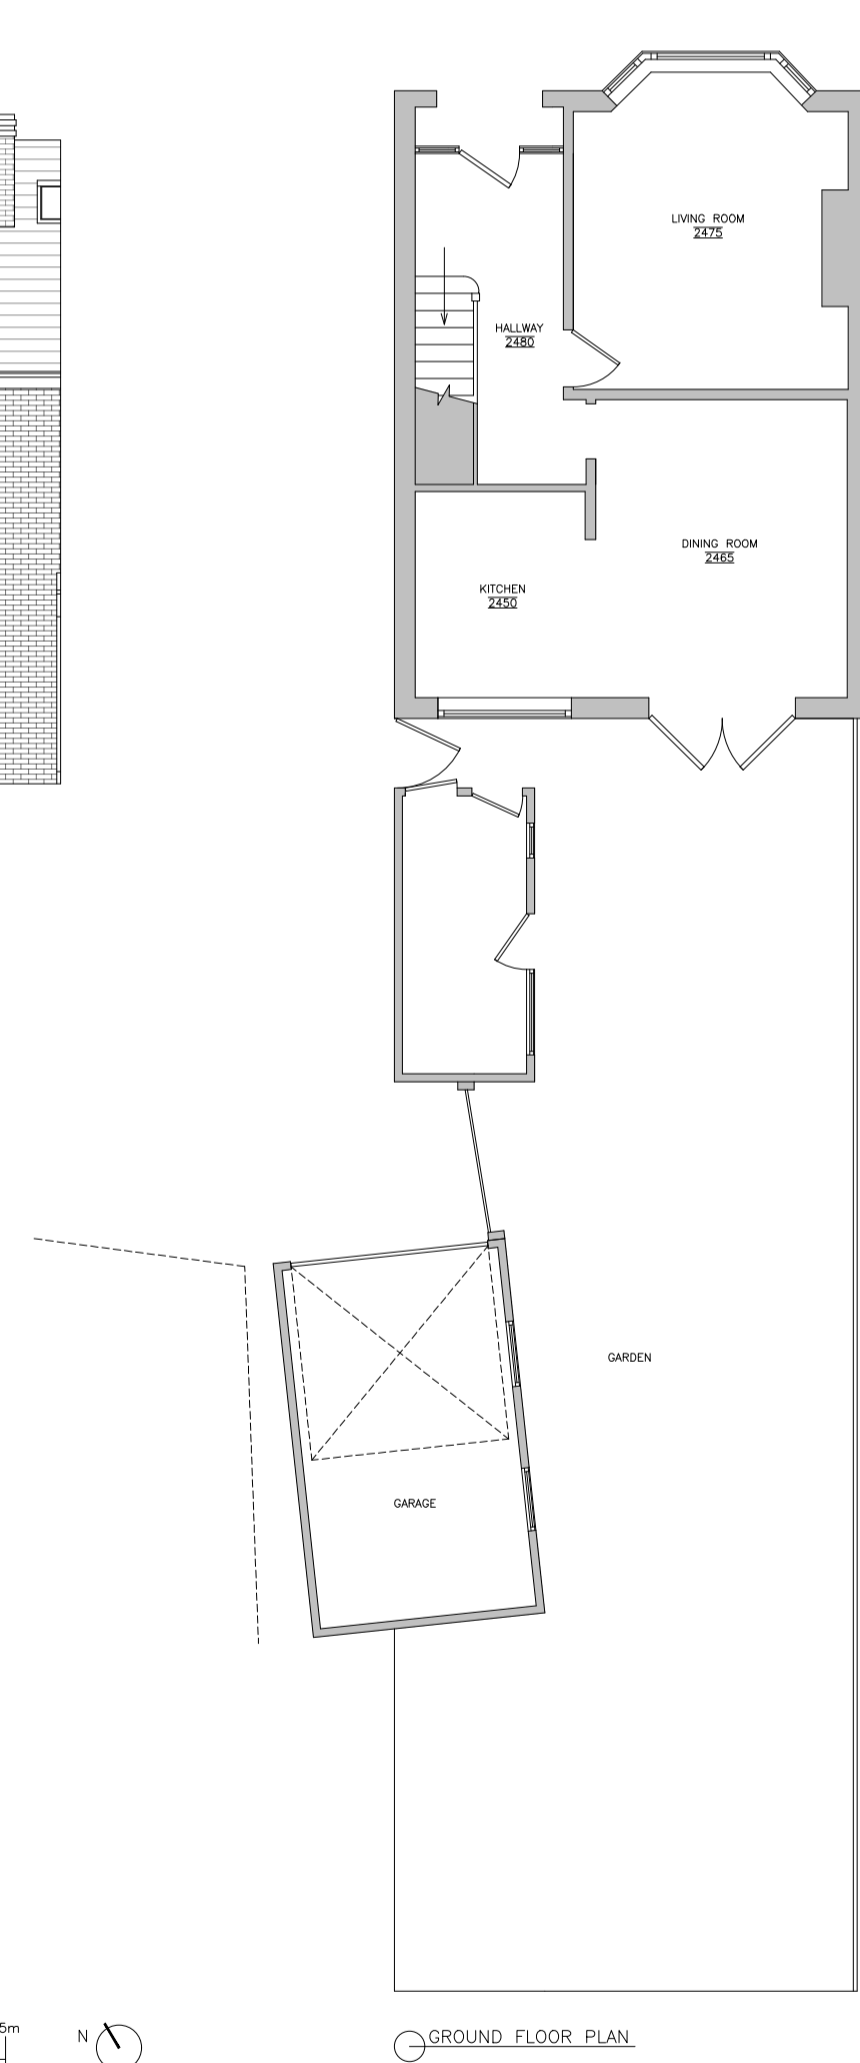 LIVING ROOM
2475
HALLWAY
2480
DINING ROOM
2465
KITCHEN
2450
GARDEN
GARAGE
5m
N
GROUND FLOOR PLAN